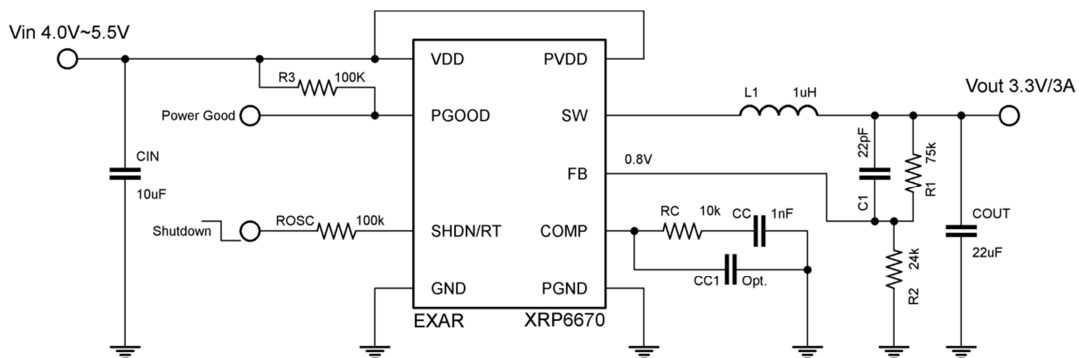 Vin 4.0V~5.5V
VDD
PVDD
R3
100K
Vout 3.3V/3A
L1
1uH
Power Good
PGOOD
SW
22pF
75k
CIN
0.8V
FB
10uF
C1
R1
RC
10k
CC
1nF
COUT
ROSC
100k
Shutdown
SHDN/RT
COMP
22uF
24k
CC1
Opt.
R2
GND
PGND
EXAR
XRP6670